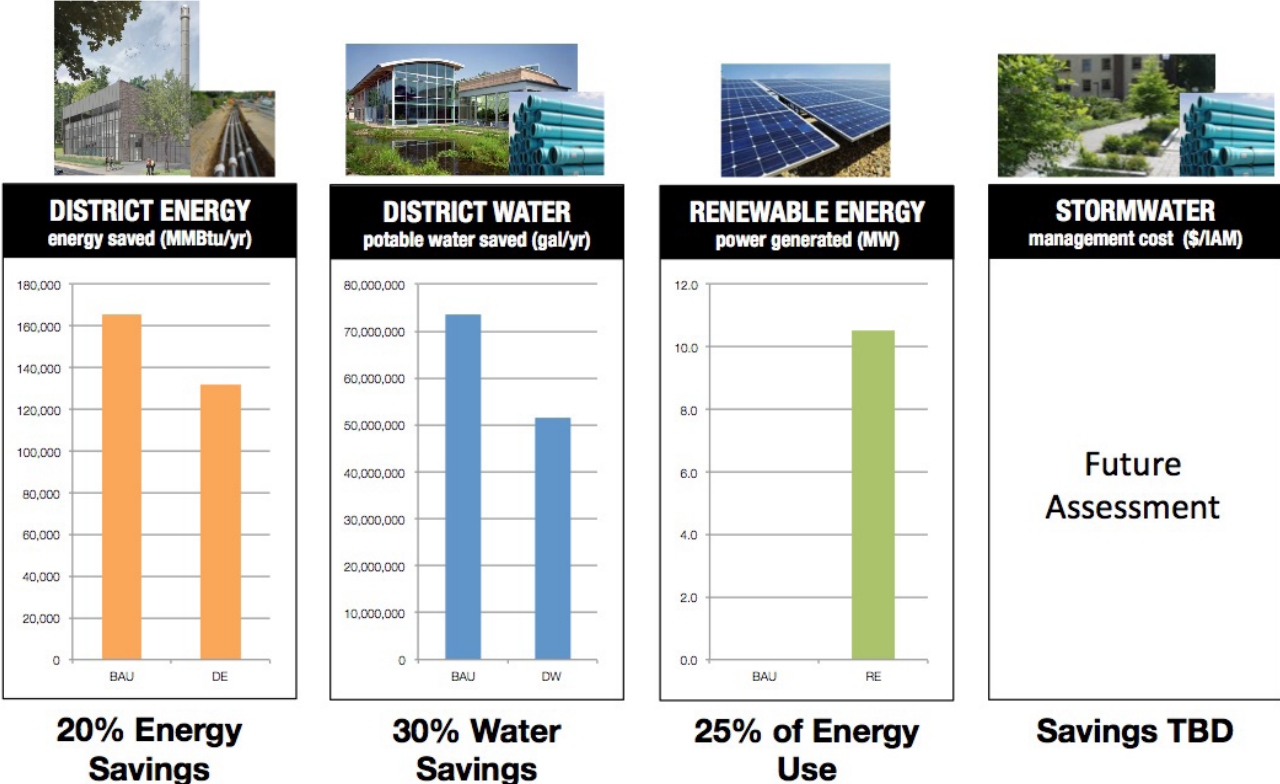 DISTRICT ENERGY
energy saved (MMBtu/yr)
180,000
160,000
140,000
120,000
100,000
80,000
60,000
40,000
20,000
0
BAU DE
20% Energy
Savings
DISTRICT WATER
potable water saved (gal/yr)
80,000,000
70,000,000
60,000,000
50,000,000
40,000,000
30,000,000
20,000,000
10,000,000
0
BAU DW
30% Water
Savings
RENEWABLE ENERGY
power generated (MW)
12.0
10.0
8.0
6.0
4.0
2.0
0.0
BAU RE
25% of Energy
Use
STORMWATER
management cost ($/IAM)
Future
Assessment
Savings TBD